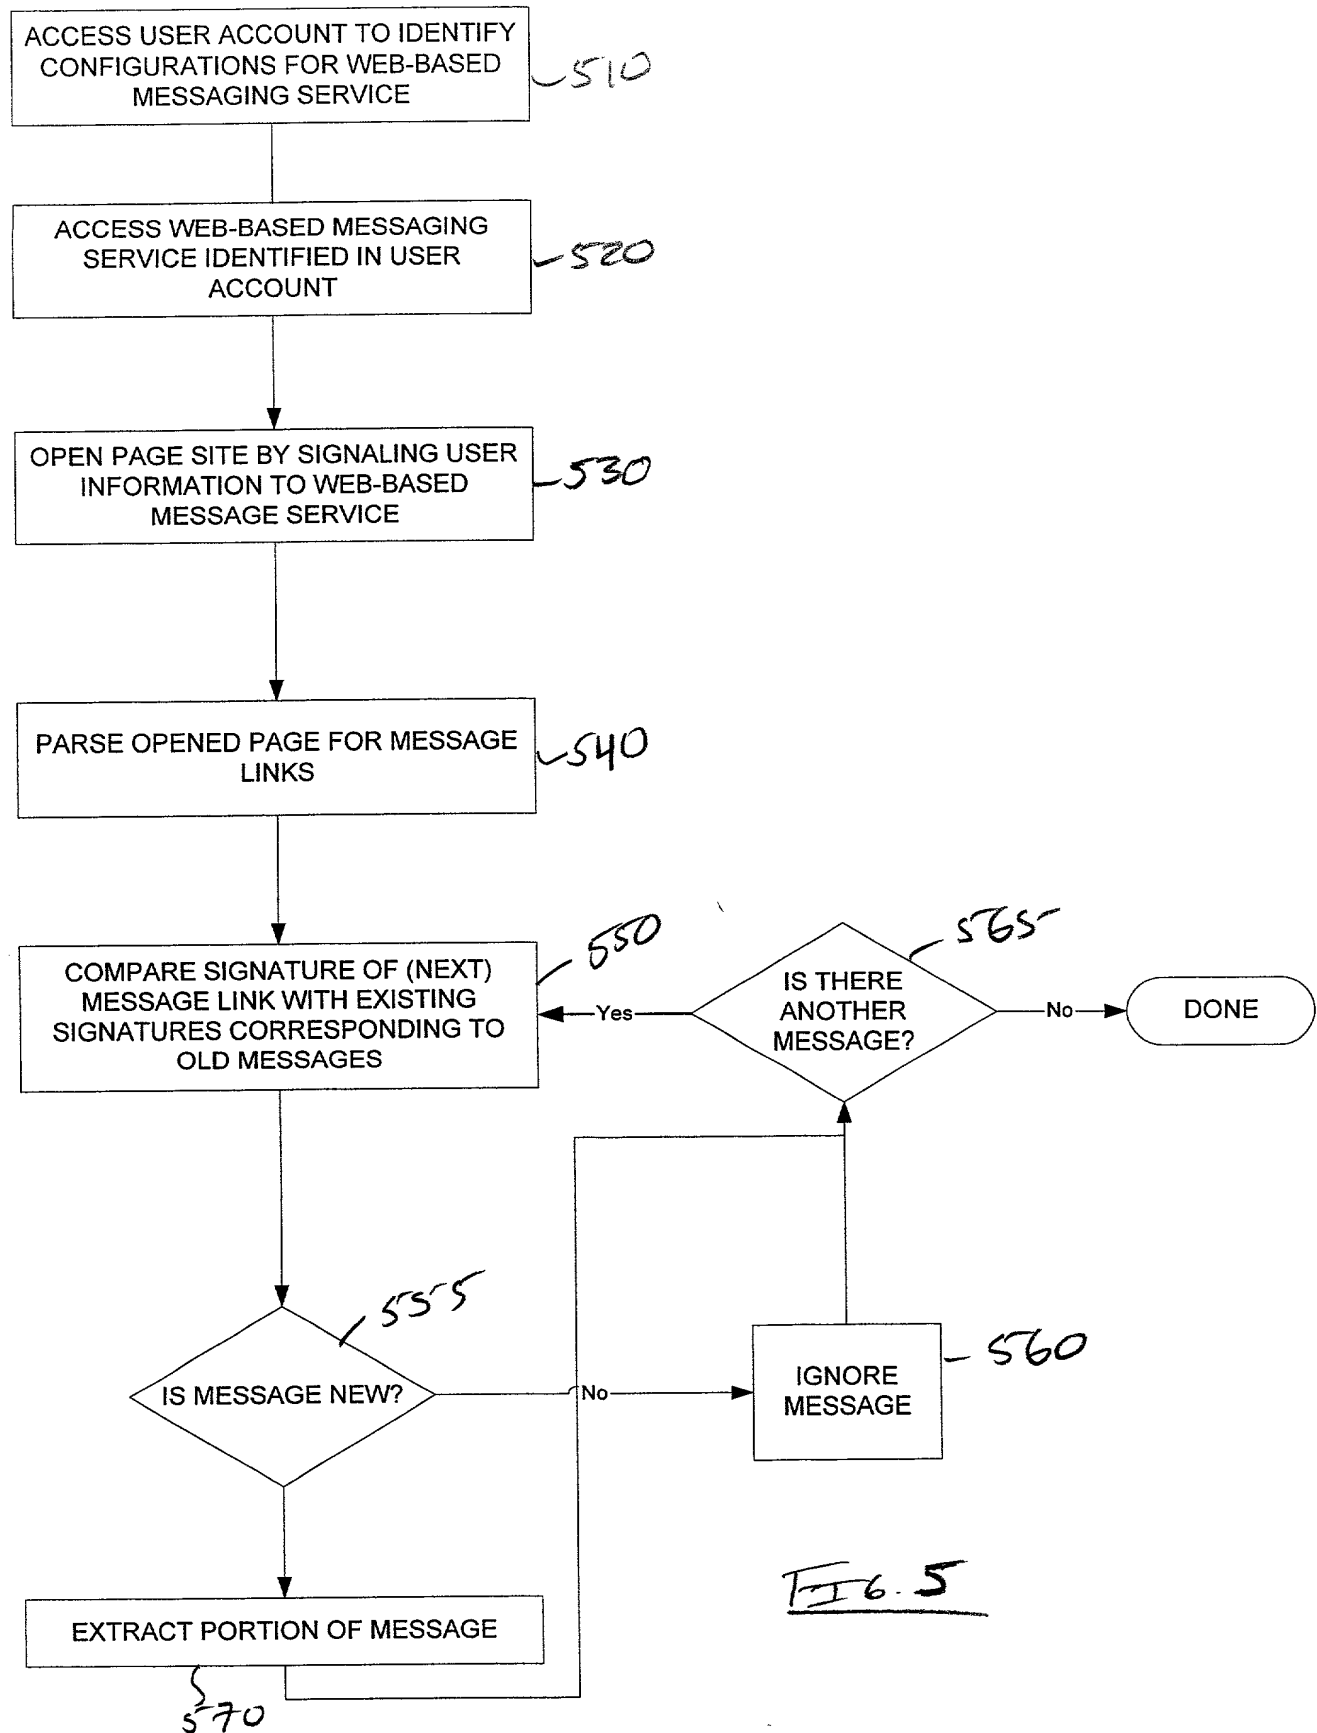 ACCESS USER ACCOUNT TO IDENTIFY
CONFIGURATIONS FOR WEB-BASED
MESSAGING SERVICE
510
ACCESS WEB-BASED MESSAGING
SERVICE IDENTIFIED IN USER
ACCOUNT
520
OPEN PAGE SITE BY SIGNALING USER
INFORMATION TO WEB-BASED
MESSAGE SERVICE
530
PARSE OPENED PAGE FOR MESSAGE
LINKS
540
COMPARE SIGNATURE OF (NEXT)
MESSAGE LINK WITH EXISTING
SIGNATURES CORRESPONDING TO
OLD MESSAGES
550
Yes
IS THERE
ANOTHER
MESSAGE?
565
No
DONE
IS MESSAGE NEW?
555
No
IGNORE
MESSAGE
560
EXTRACT PORTION OF MESSAGE
570
FIG. 5